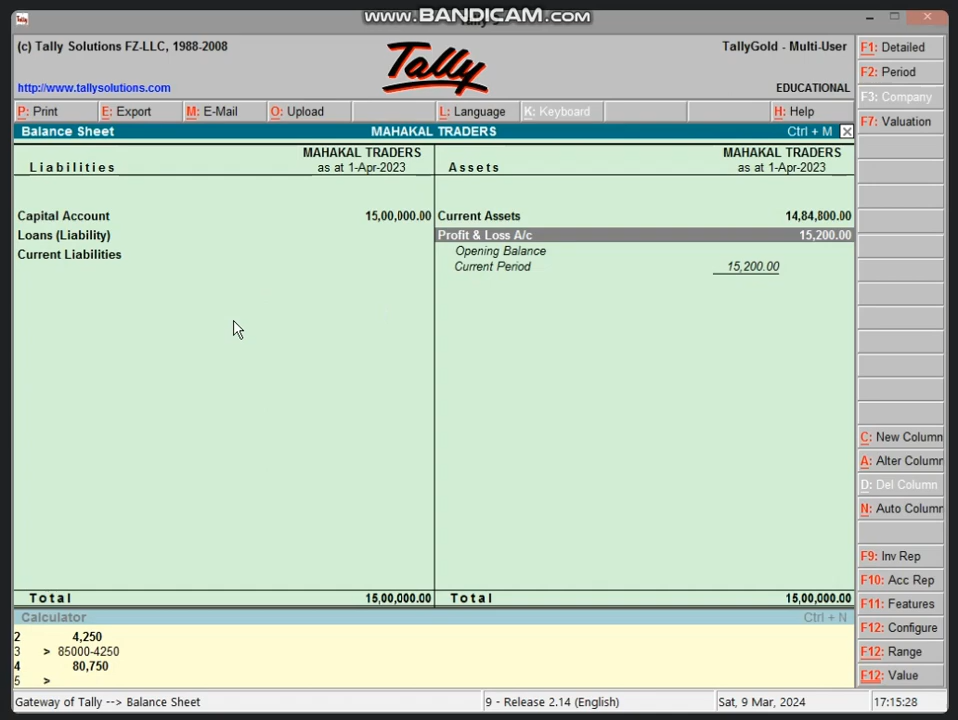 www.BANDICAM.com
(c) Tally Solutions FZ-LLC, 1988-2008
Tally
TallyGold - Multi-User
http://www.tallysolutions.com
EDUCATIONAL
P: Print E: Export M: E-Mail O: Upload L: Language K: Keyboard H: Help
Balance Sheet MAHAKAL TRADERS Ctrl + M
MAHAKAL TRADERS MAHAKAL TRADERS
Liabilities as at 1-Apr-2023 Assets as at 1-Apr-2023
Capital Account 15,00,000.00 Current Assets 14,84,800.00
Loans (Liability) Profit & Loss A/c 15,200.00
Current Liabilities Opening Balance
Current Period 15,200.00
Total 15,00,000.00 Total 15,00,000.00
Calculator Ctrl + N
2 4,250
3 > 85000-4250
4 80,750
5 >
Gateway of Tally --> Balance Sheet 9 - Release 2.14 (English) Sat, 9 Mar, 2024 17:15:28
F1: Detailed
F2: Period
F3: Company
F7: Valuation
C: New Column
A: Alter Column
D: Del Column
N: Auto Column
F9: Inv Rep
F10: Acc Rep
F11: Features
F12: Configure
F12: Range
F12: Value